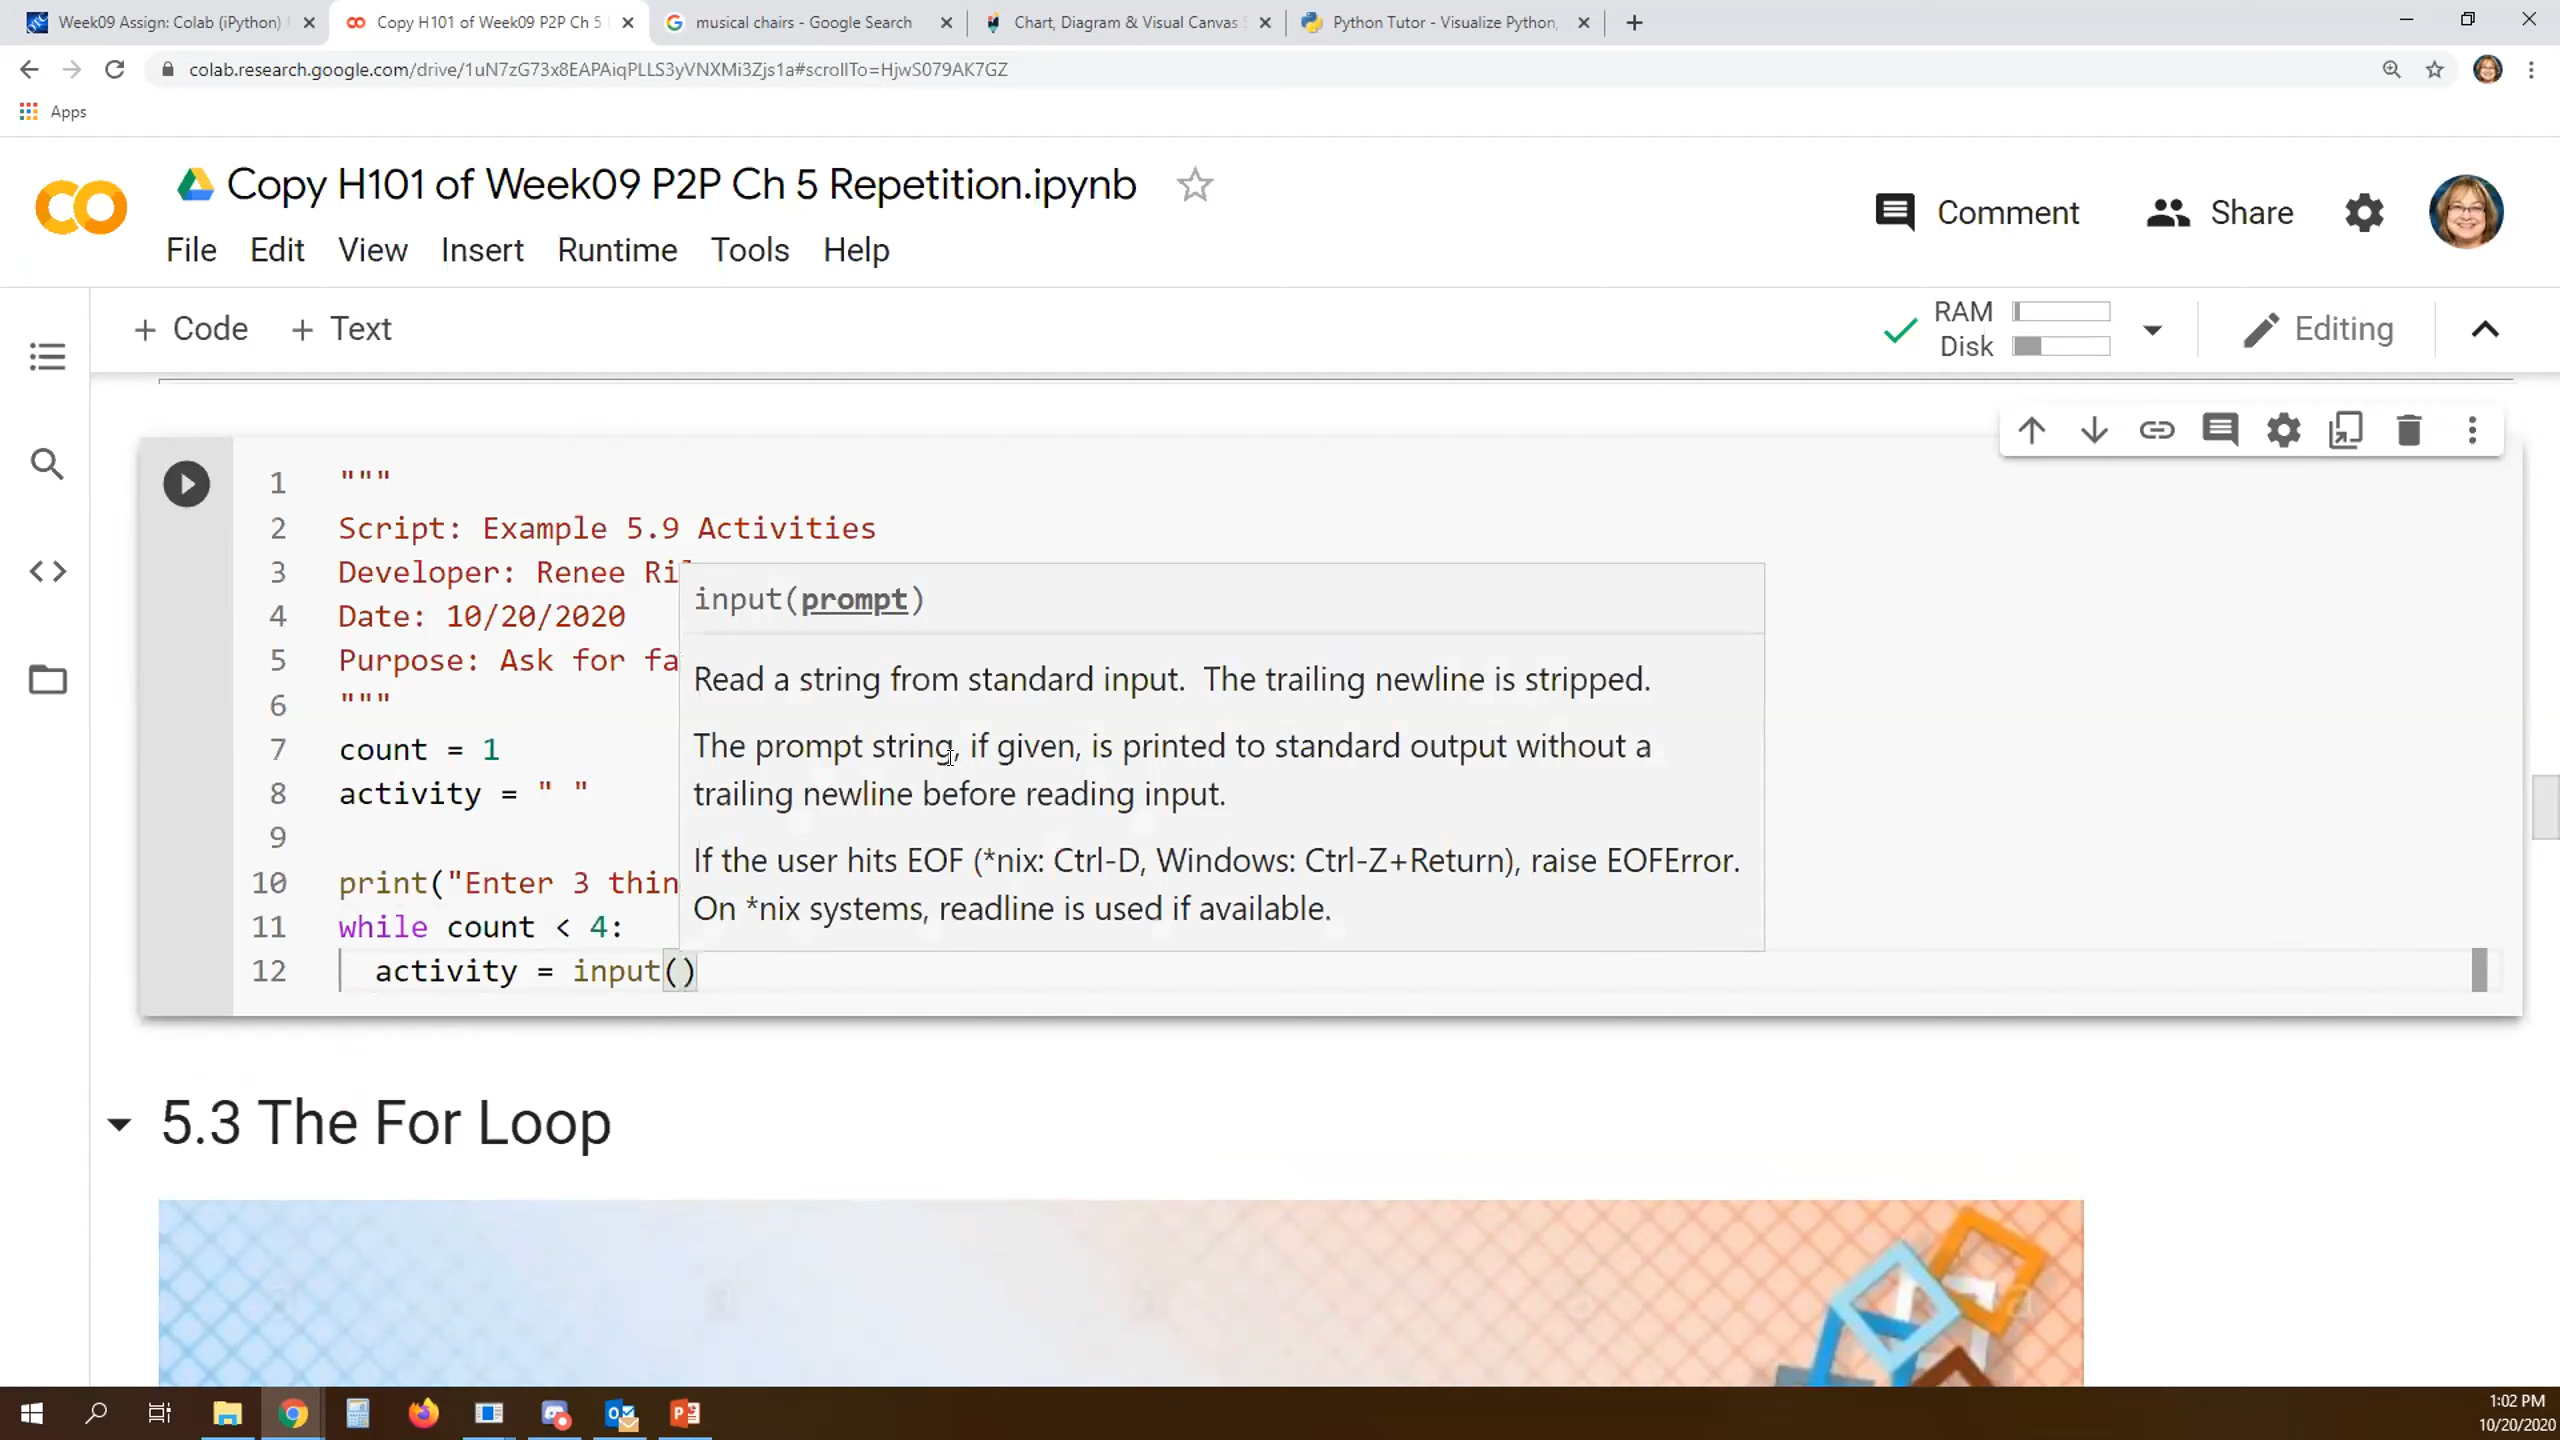 Week09 Assign: Colab (iPython)
Copy H101 of Week09 P2P Ch 5
musical chairs - Google Search
Chart, Diagram & Visual Canvas
Python Tutor - Visualize Python,
colab.research.google.com/drive/1uN7zG73x8EAPAiqPLLS3yVNXMi3Zjs1a#scrollTo=HjwS079AK7GZ
Apps
CO
Copy H101 of Week09 P2P Ch 5 Repetition.ipynb
Comment
Share
File Edit View Insert Runtime Tools Help
+ Code + Text
RAM
Disk
Editing
1 """
2 Script: Example 5.9 Activities
3 Developer: Renee Ril
4 Date: 10/20/2020
5 Purpose: Ask for fa
6 """
7 count = 1
8 activity = " "
9
10 print("Enter 3 thin
11 while count < 4:
12 activity = input()
input(prompt)
Read a string from standard input.  The trailing newline is stripped.
The prompt string, if given, is printed to standard output without a
trailing newline before reading input.
If the user hits EOF (*nix: Ctrl-D, Windows: Ctrl-Z+Return), raise EOFError.
On *nix systems, readline is used if available.
5.3 The For Loop
1:02 PM
10/20/2020